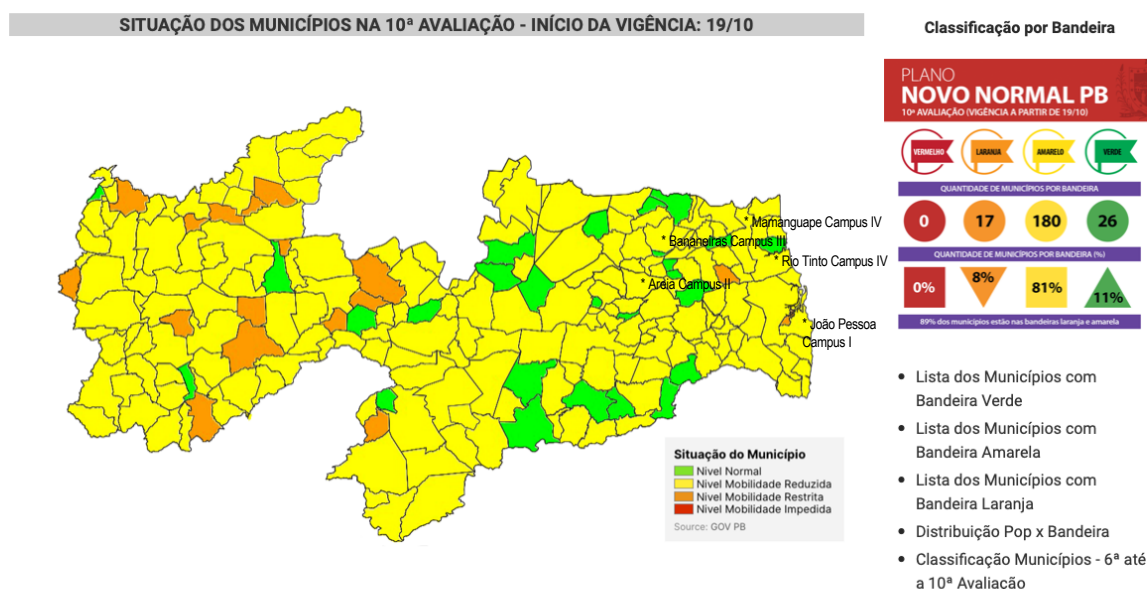 SITUAÇÃO DOS MUNICÍPIOS NA 10ª AVALIAÇÃO - INÍCIO DA VIGÊNCIA: 19/10
* Mamanguape Campus IV
* Bananeiras Campus III
* Rio Tinto Campus IV
* Areia Campus II
* João Pessoa
Campus I
Situação do Município
Nivel Normal
Nivel Mobilidade Reduzida
Nivel Mobilidade Restrita
Nivel Mobilidade Impedida
Source: GOV PB
Classificação por Bandeira
PLANO
NOVO NORMAL PB
10ª AVALIAÇÃO (VIGÊNCIA A PARTIR DE 19/10)
VERMELHO LARANJA AMARELO VERDE
QUANTIDADE DE MUNICÍPIOS POR BANDEIRA
0 17 180 26
QUANTIDADE DE MUNICÍPIOS POR BANDEIRA (%)
0% 8% 81% 11%
89% dos municípios estão nas bandeiras laranja e amarela
• Lista dos Municípios com
Bandeira Verde
• Lista dos Municípios com
Bandeira Amarela
• Lista dos Municípios com
Bandeira Laranja
• Distribuição Pop x Bandeira
• Classificação Municípios - 6ª até
a 10ª Avaliação